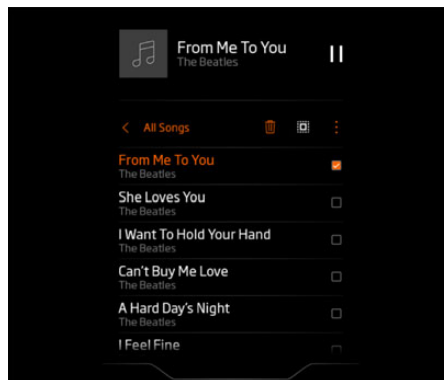 From Me To You
The Beatles
All Songs
From Me To You
The Beatles
She Loves You
The Beatles
I Want To Hold Your Hand
The Beatles
Can't Buy Me Love
The Beatles
A Hard Day's Night
The Beatles
I Feel Fine